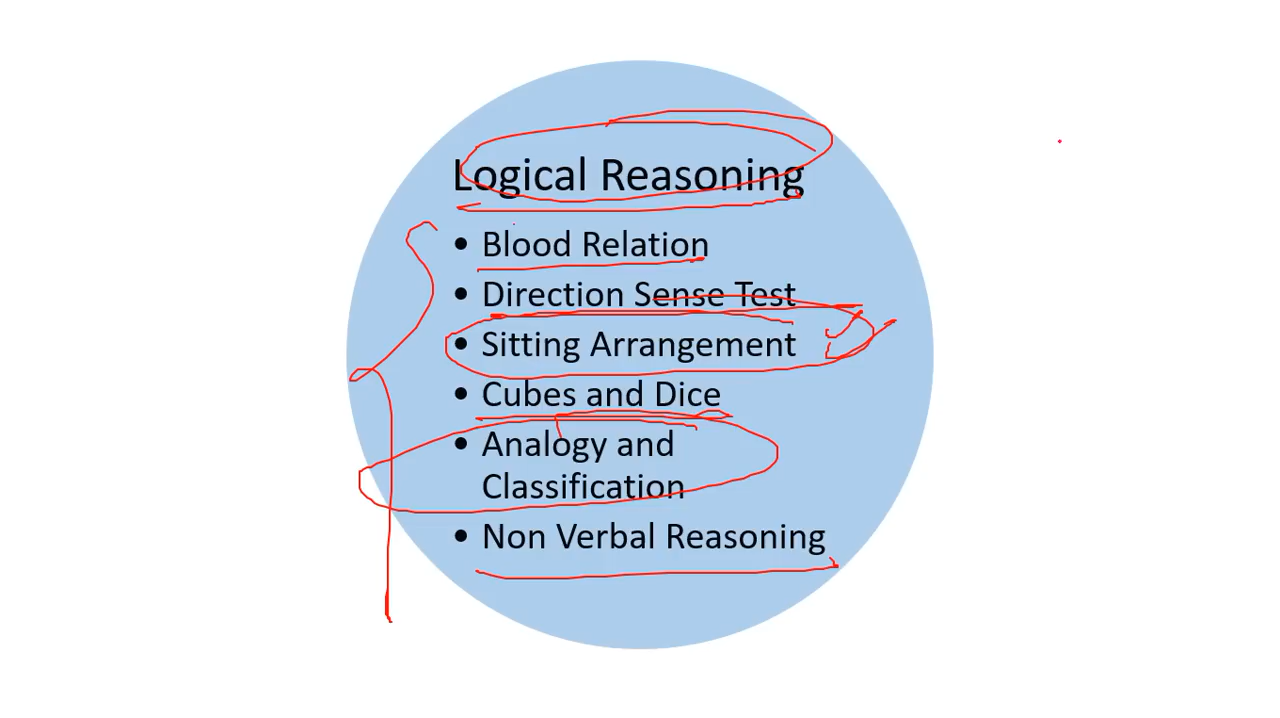 Logical Reasoning
• Blood Relation
• Direction Sense Test
• Sitting Arrangement
• Cubes and Dice
• Analogy and
Classification
• Non Verbal Reasoning